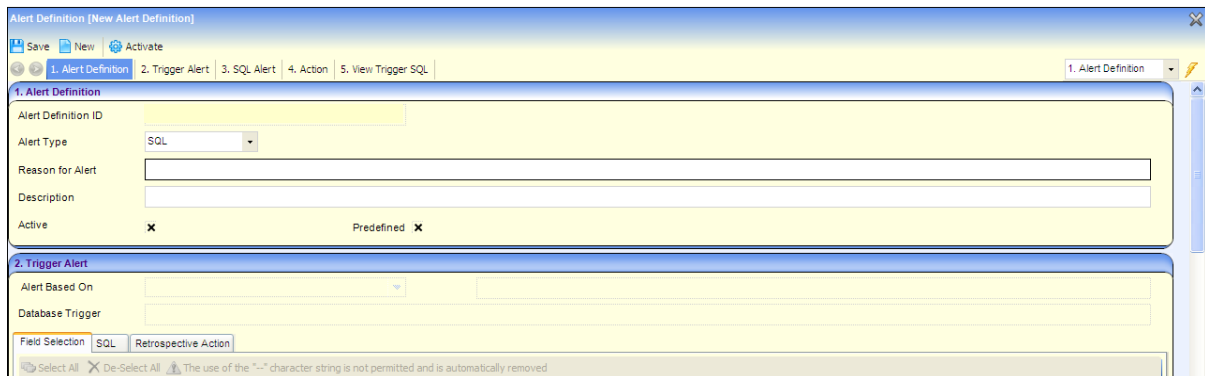 Alert Definition [New Alert Definition]
Save New Activate
1. Alert Definition 2. Trigger Alert 3. SQL Alert 4. Action 5. View Trigger SQL 1. Alert Definition
1. Alert Definition
Alert Definition ID
Alert Type SQL
Reason for Alert
Description
Active Predefined
2. Trigger Alert
Alert Based On
Database Trigger
Field Selection SQL Retrospective Action
Select All De-Select All The use of the "--" character string is not permitted and is automatically removed